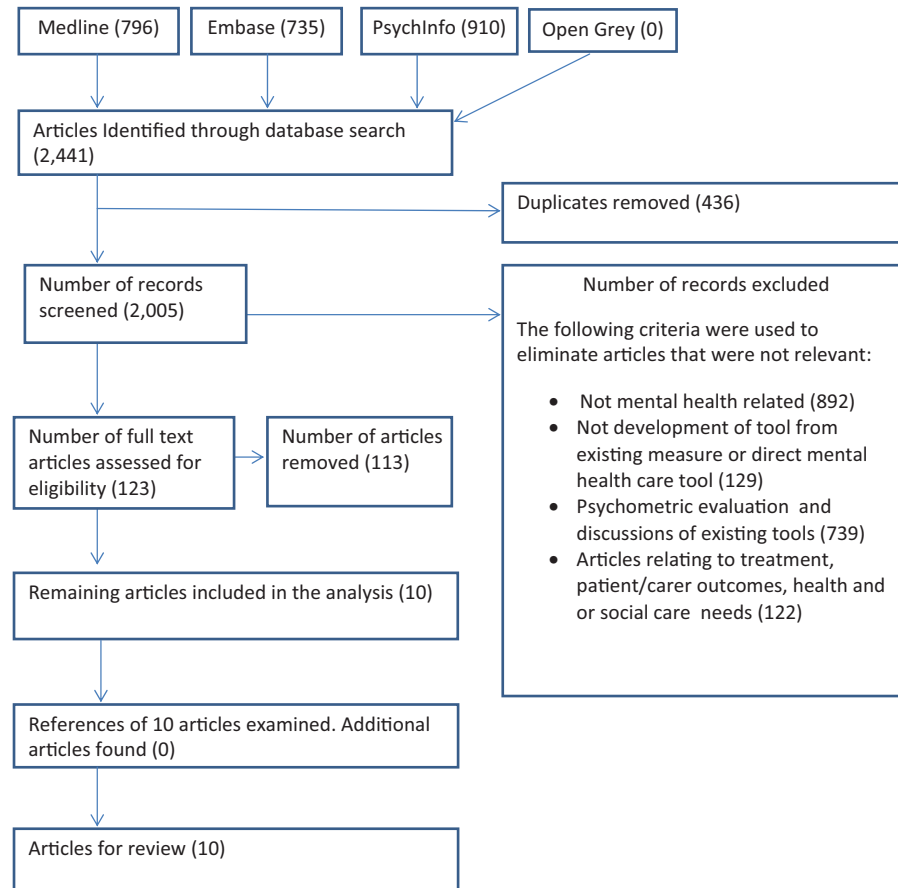 Medline (796)
Embase (735)
PsychInfo (910)
Open Grey (0)
Articles Identified through database search
(2,441)
Duplicates removed (436)
Number of records
screened (2,005)
Number of records excluded
The following criteria were used to
eliminate articles that were not relevant:
• Not mental health related (892)
• Not development of tool from
existing measure or direct mental
health care tool (129)
• Psychometric evaluation and
discussions of existing tools (739)
• Articles relating to treatment,
patient/carer outcomes, health and
or social care needs (122)
Number of full text
articles assessed for
eligibility (123)
Number of articles
removed (113)
Remaining articles included in the analysis (10)
References of 10 articles examined. Additional
articles found (0)
Articles for review (10)